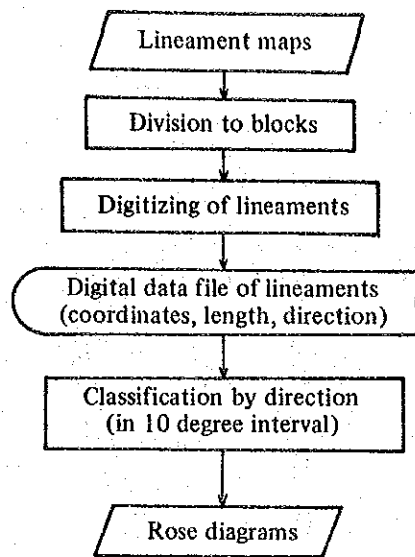 Lineament maps
Division to blocks
Digitizing of lineaments
Digital data file of lineaments
(coordinates, length, direction)
Classification by direction
(in 10 degree interval)
Rose diagrams